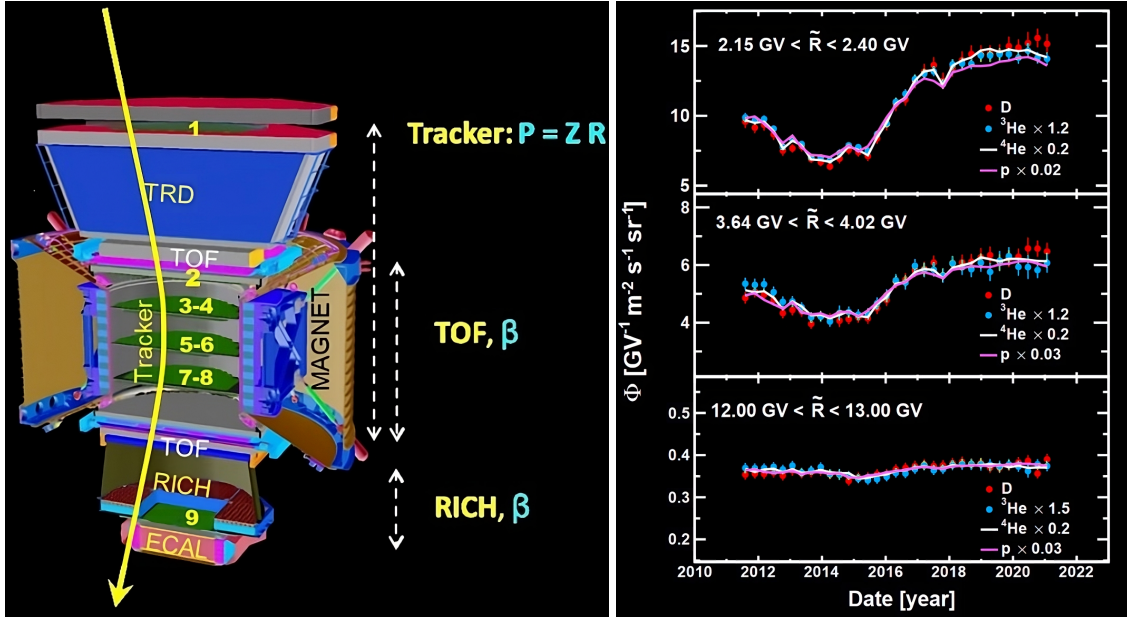 1
Tracker: P = Z R
TRD
TOF
2
3-4
5-6
7-8
Tracker
MAGNET
TOF, β
TOF
RICH
9
ECAL
RICH, β
Φ [GV⁻¹ m⁻² s⁻¹ sr⁻¹]
2.15 GV < R̃ < 2.40 GV
15
10
5
D
³He × 1.2
⁴He × 0.2
p × 0.02
3.64 GV < R̃ < 4.02 GV
8
6
4
D
³He × 1.2
⁴He × 0.2
p × 0.03
12.00 GV < R̃ < 13.00 GV
0.5
0.4
0.3
0.2
D
³He × 1.5
⁴He × 0.2
p × 0.03
2010 2012 2014 2016 2018 2020 2022
Date [year]